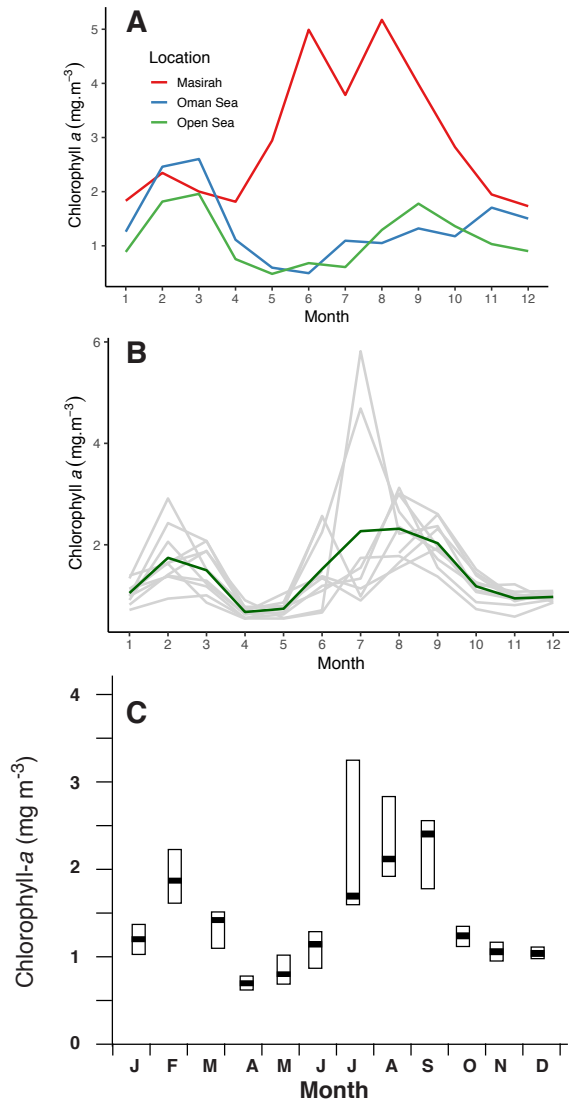 A
Location
Masirah
Oman Sea
Open Sea
Chlorophyll a (mg.m⁻³)
5
4
3
2
1
1 2 3 4 5 6 7 8 9 10 11 12
Month
B
Chlorophyll a (mg.m⁻³)
6
4
2
1 2 3 4 5 6 7 8 9 10 11 12
Month
C
Chlorophyll-a (mg m⁻³)
4
3
2
1
0
J F M A M J J A S O N D
Month